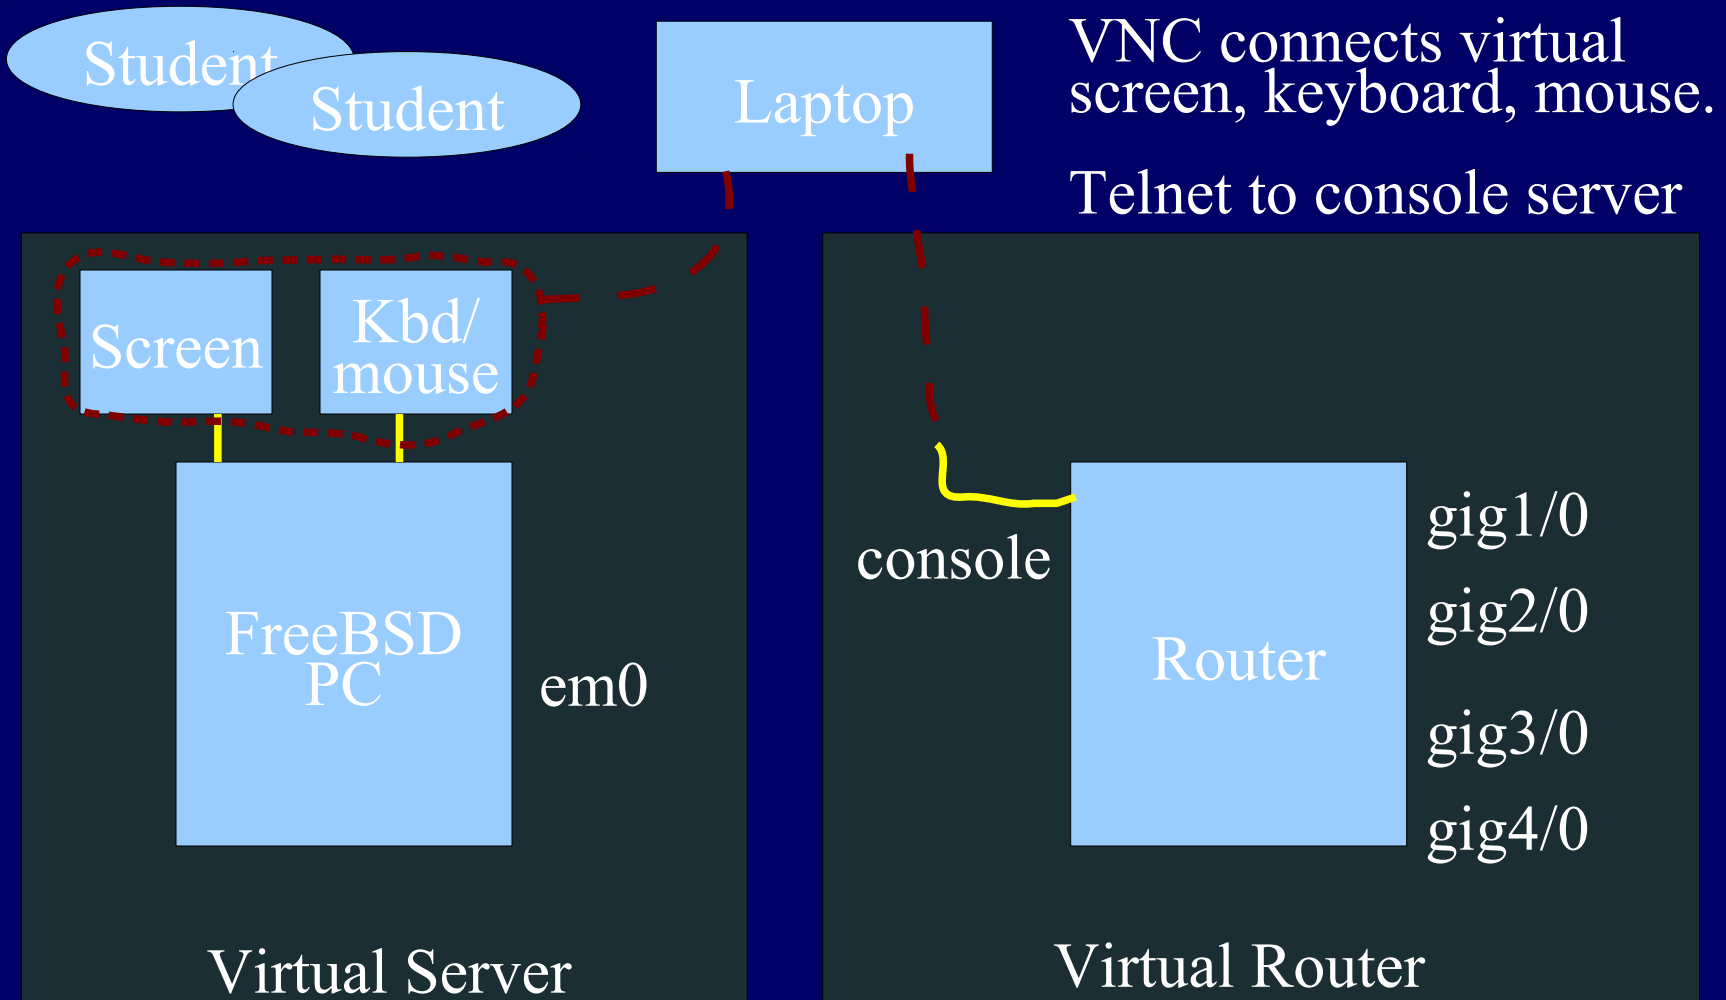 Student
Student
Laptop
VNC connects virtual
screen, keyboard, mouse.
Telnet to console server
Screen
Kbd/
mouse
FreeBSD
PC
em0
Virtual Server
console
Router
gig1/0
gig2/0
gig3/0
gig4/0
Virtual Router